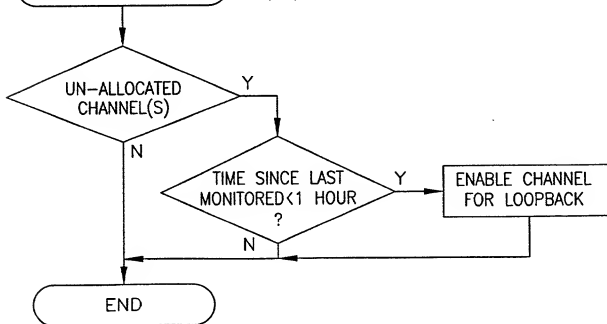 UN-ALLOCATED
CHANNEL(S)
Y
N
TIME SINCE LAST
MONITORED<1 HOUR
?
Y
N
ENABLE CHANNEL
FOR LOOPBACK
END